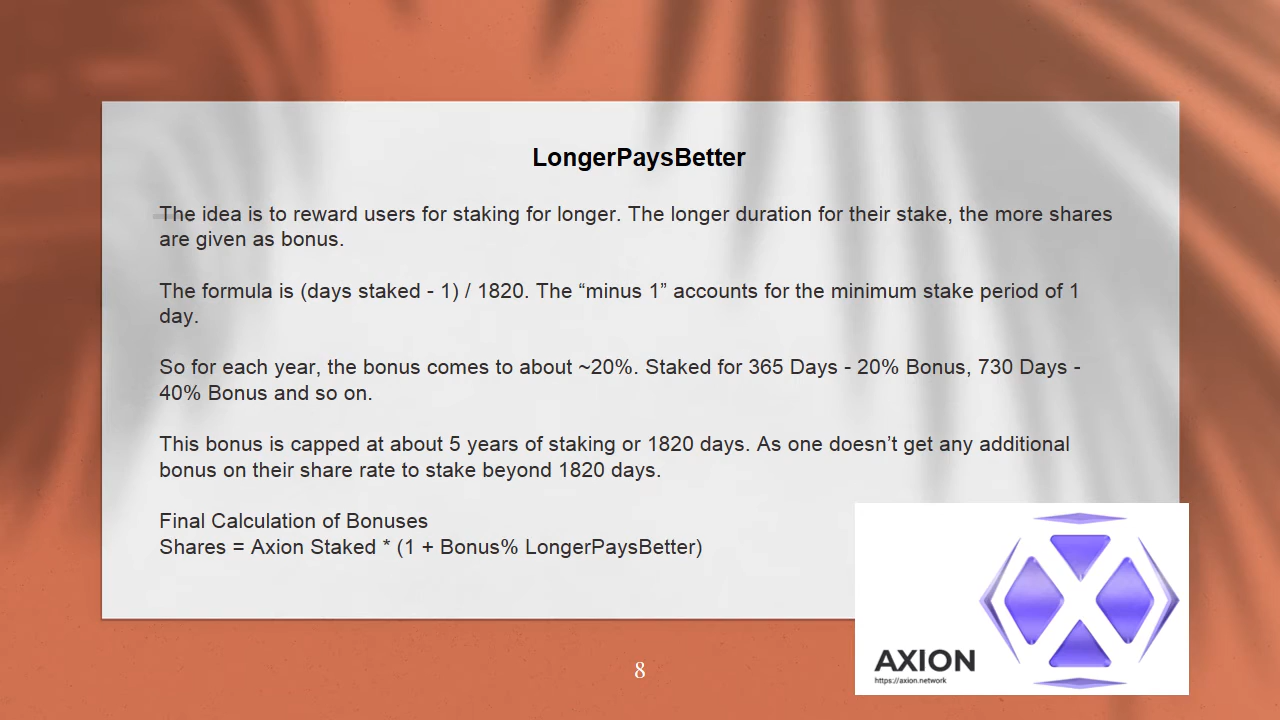 LongerPaysBetter
The idea is to reward users for staking for longer. The longer duration for their stake, the more shares
are given as bonus.
The formula is (days staked - 1) / 1820. The “minus 1” accounts for the minimum stake period of 1
day.
So for each year, the bonus comes to about ~20%. Staked for 365 Days - 20% Bonus, 730 Days -
40% Bonus and so on.
This bonus is capped at about 5 years of staking or 1820 days. As one doesn’t get any additional
bonus on their share rate to stake beyond 1820 days.
Final Calculation of Bonuses
Shares = Axion Staked * (1 + Bonus% LongerPaysBetter)
AXION
https://axion.network
8